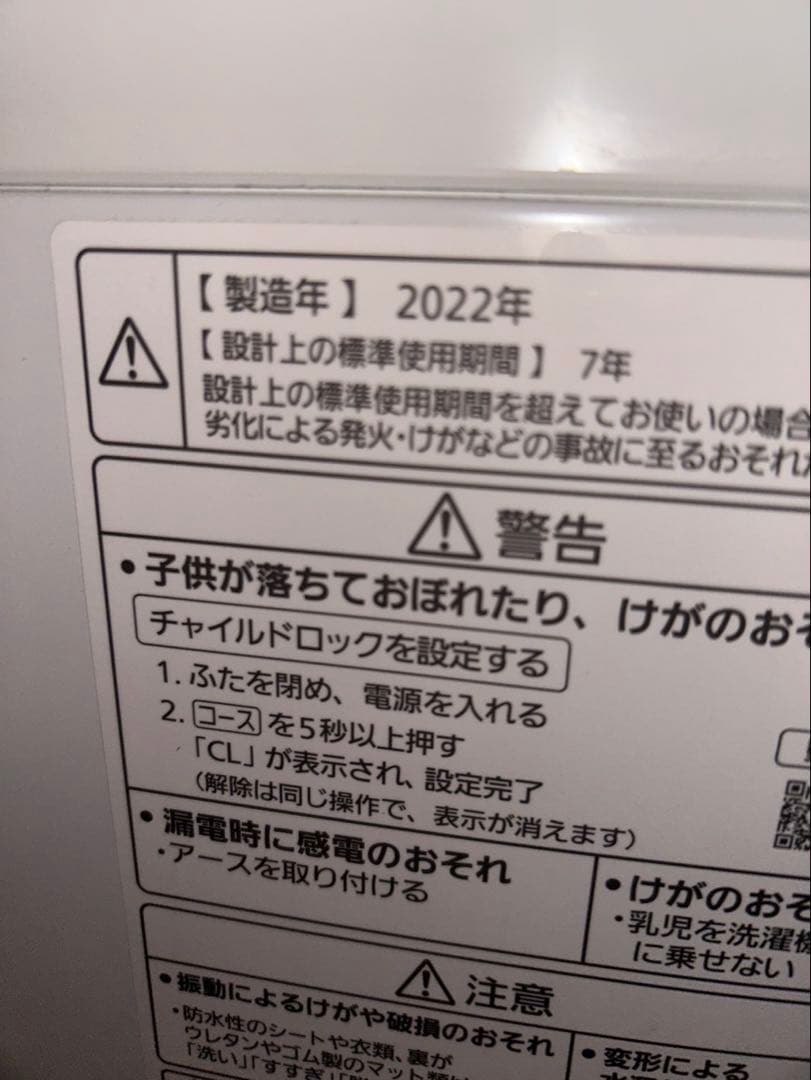 【製造年】 2022年
【設計上の標準使用期間】 7年
設計上の標準使用期間を超えてお使いの場合
劣化による発火・けがなどの事故に至るおそれ
警告
•子供が落ちておぼれたり、けがのおそ
チャイルドロックを設定する
1. ふたを閉め、電源を入れる
2. コースを5秒以上押す
「CL」が表示され、設定完了
(解除は同じ操作で、表示が消えます)
•漏電時に感電のおそれ
・アースを取り付ける
•けがのおそ
・乳児を洗濯機
に乗せない
注意
•振動によるけがや破損のおそれ
・防水性のシートや衣類、裏が
ウレタンやゴム製のマット類は
「洗い」「すすぎ」
•変形による